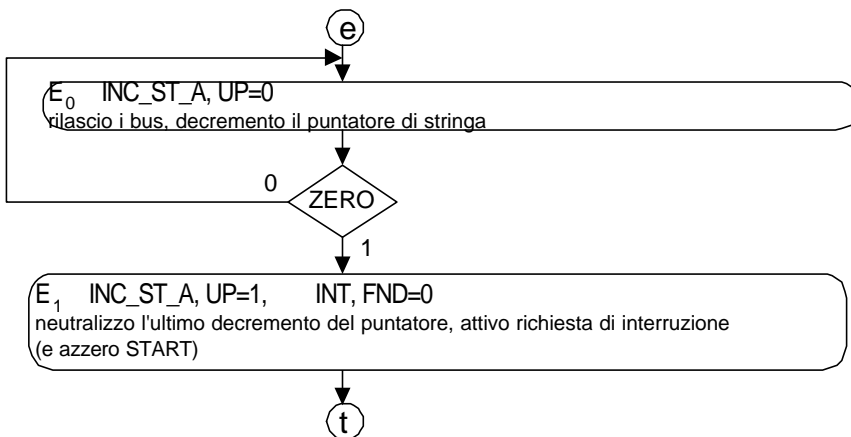 e
E0 INC_ST_A, UP=0
rilascio i bus, decremento il puntatore di stringa
0
ZERO
1
E1 INC_ST_A, UP=1, INT, FND=0
neutralizzo l'ultimo decremento del puntatore, attivo richiesta di interruzione
(e azzero START)
t